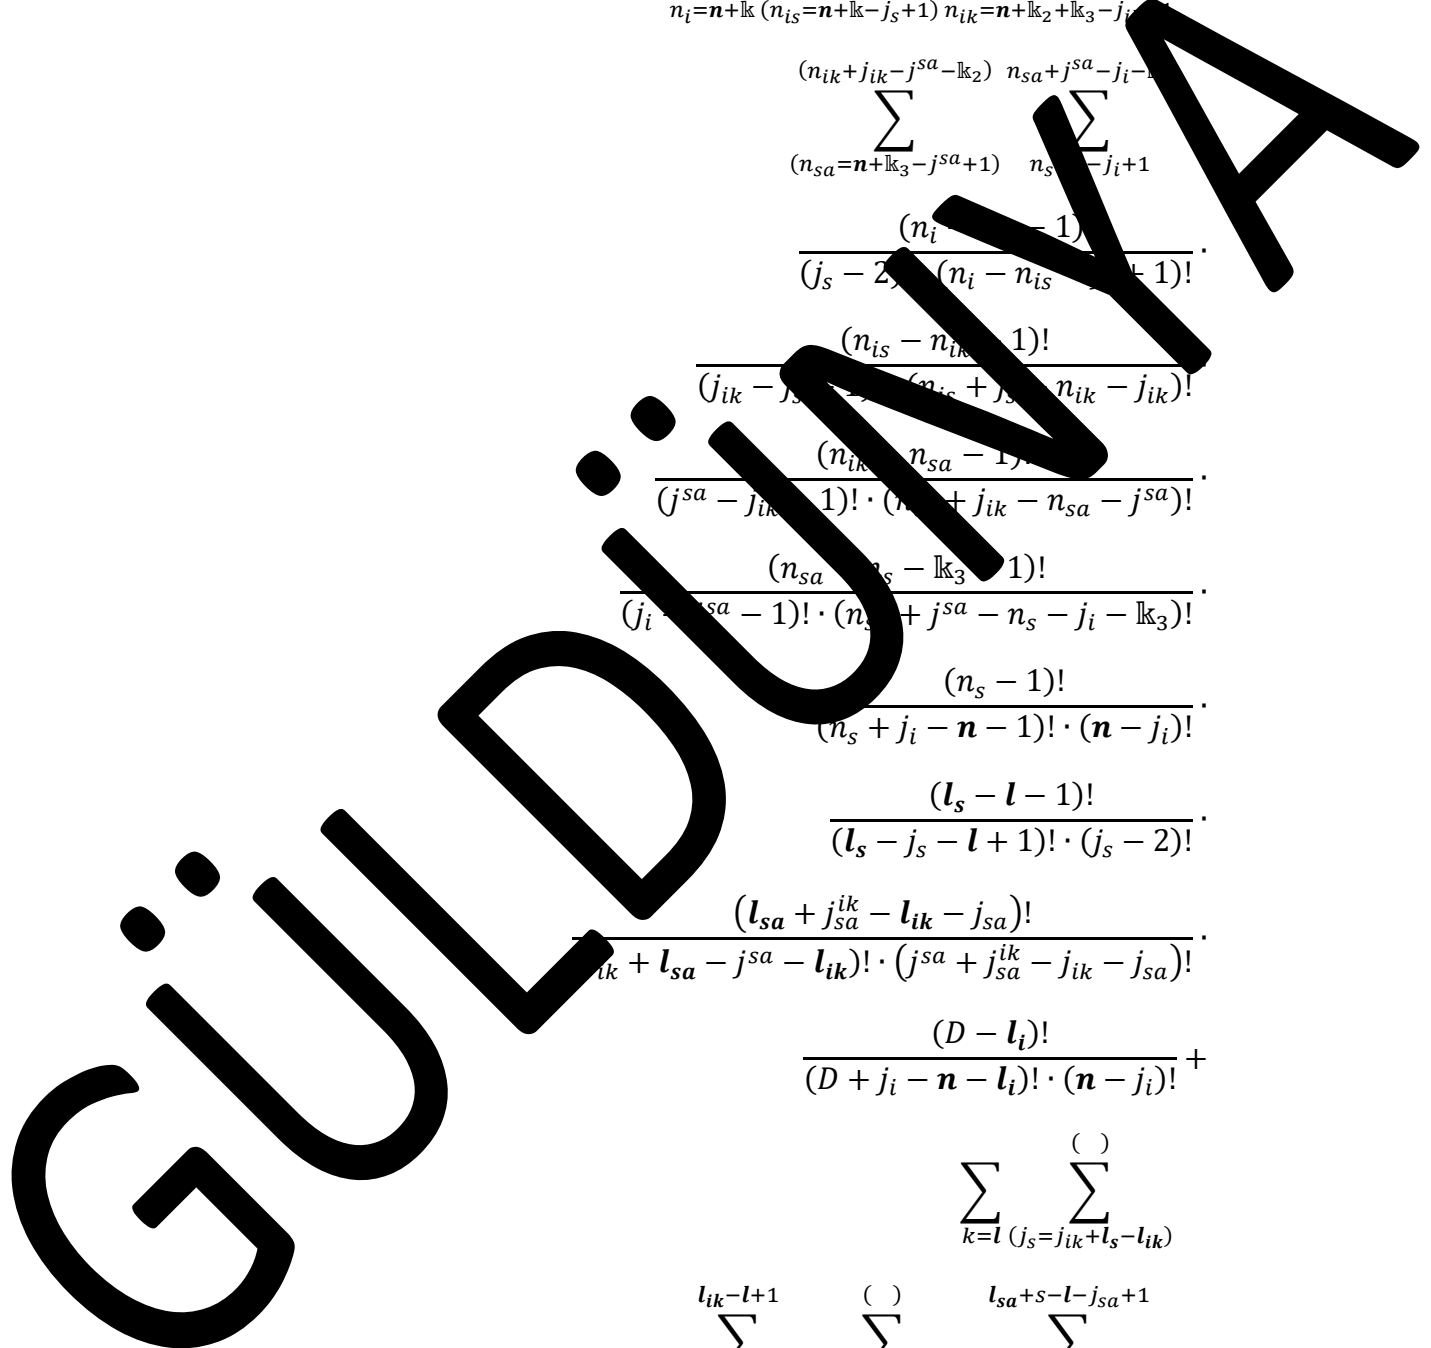 n_i=n+𝕜 (n_is=n+𝕜−j_s+1) n_ik=n+𝕜_2+𝕜_3−j
(n_ik+j_ik−j^sa−𝕜_2) n_sa+j^sa−j_i−
∑ ∑
(n_sa=n+𝕜_3−j^sa+1) n_s −j_i+1
(n_i − 1)
(j_s − 2 (n_i − n_is + 1)! ·
(n_is − n_ik 1)!
(j_ik − j_s (n_is + j_s n_ik − j_ik)! ·
(n_ik n_sa − 1)!
(j^sa − j_ik 1)! · ( + j_ik − n_sa − j^sa)! ·
(n_sa n_s − 𝕜_3 1)!
(j_i j^sa − 1)! · (n + j^sa − n_s − j_i − 𝕜_3)! ·
(n_s − 1)!
(n_s + j_i − n − 1)! · (n − j_i)! ·
(l_s − l − 1)!
(l_s − j_s − l + 1)! · (j_s − 2)! ·
(l_sa + j_sa^ik − l_ik − j_sa)!
ik + l_sa − j^sa − l_ik)! · (j^sa + j_sa^ik − j_ik − j_sa)! ·
(D − l_i)!
(D + j_i − n − l_i)! · (n − j_i)! +
( )
∑ ∑
k=l (j_s=j_ik+l_s−l_ik)
l_ik−l+1 ( ) l_sa+s−l−j_sa+1
∑ ∑ ∑
GÜLDÜNYA